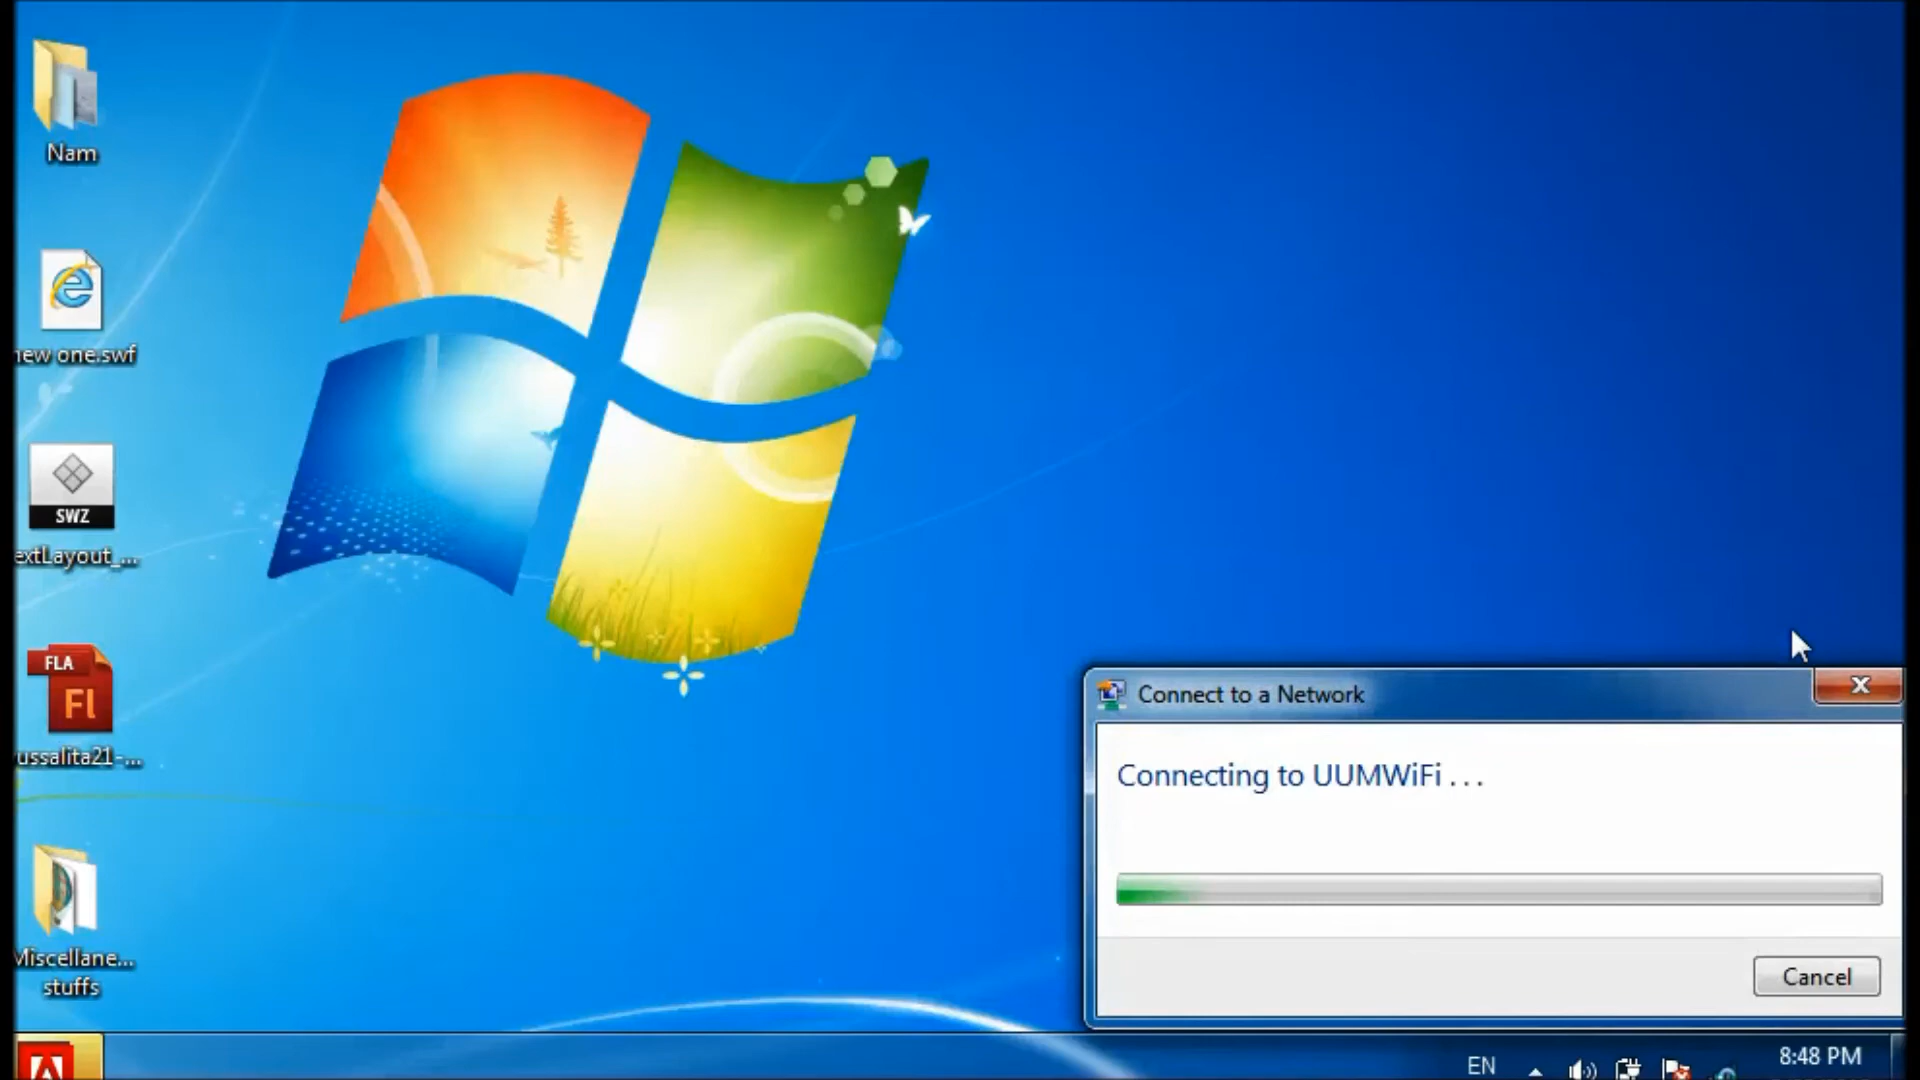 Nam
new one.swf
SWZ
extLayout_...
FLA
Fl
ussalita21-...
Miscellane...
stuffs
Connect to a Network
Connecting to UUMWiFi . . .
Cancel
EN
8:48 PM